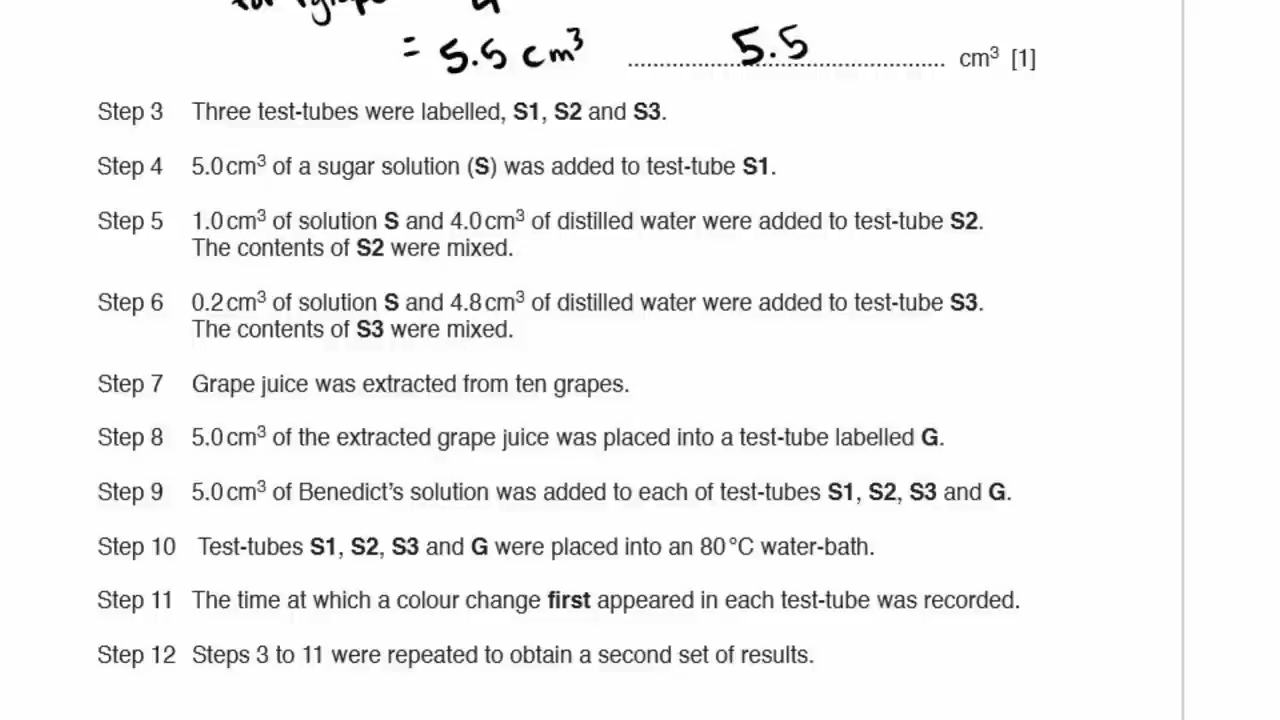 for 1 grape
= 5.5 cm³ 5.5 cm³ [1]
Step 3 Three test-tubes were labelled, S1, S2 and S3.
Step 4 5.0 cm³ of a sugar solution (S) was added to test-tube S1.
Step 5 1.0 cm³ of solution S and 4.0 cm³ of distilled water were added to test-tube S2.
The contents of S2 were mixed.
Step 6 0.2 cm³ of solution S and 4.8 cm³ of distilled water were added to test-tube S3.
The contents of S3 were mixed.
Step 7 Grape juice was extracted from ten grapes.
Step 8 5.0 cm³ of the extracted grape juice was placed into a test-tube labelled G.
Step 9 5.0 cm³ of Benedict's solution was added to each of test-tubes S1, S2, S3 and G.
Step 10 Test-tubes S1, S2, S3 and G were placed into an 80 °C water-bath.
Step 11 The time at which a colour change first appeared in each test-tube was recorded.
Step 12 Steps 3 to 11 were repeated to obtain a second set of results.